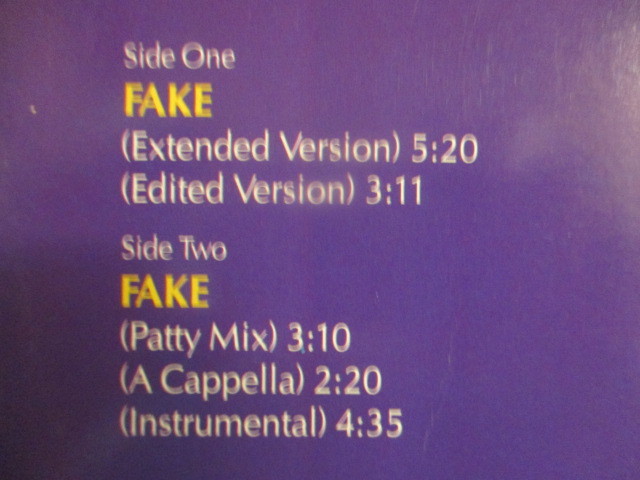 Side One
FAKE
(Extended Version) 5:20
(Edited Version) 3:11
Side Two
FAKE
(Patty Mix) 3:10
(A Cappella) 2:20
(Instrumental) 4:35